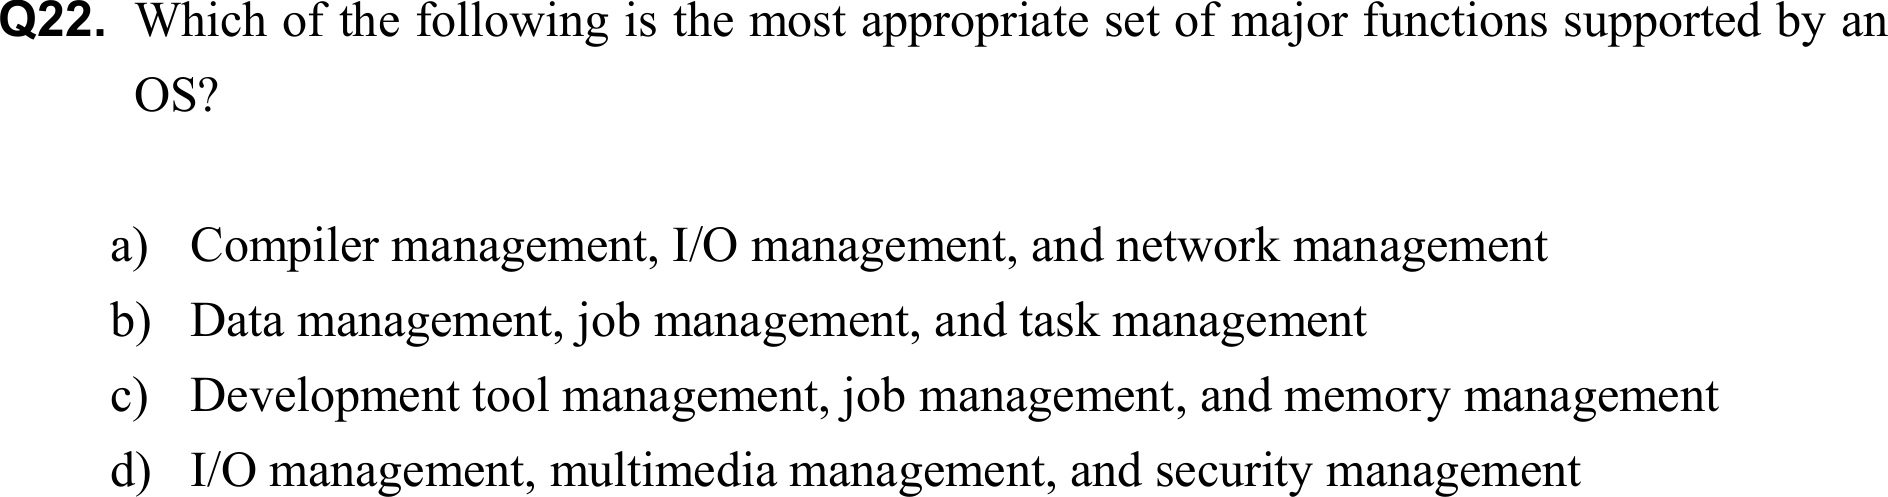 Q22. Which of the following is the most appropriate set of major functions supported by an
OS?
a) Compiler management, I/O management, and network management
b) Data management, job management, and task management
c) Development tool management, job management, and memory management
d) I/O management, multimedia management, and security management